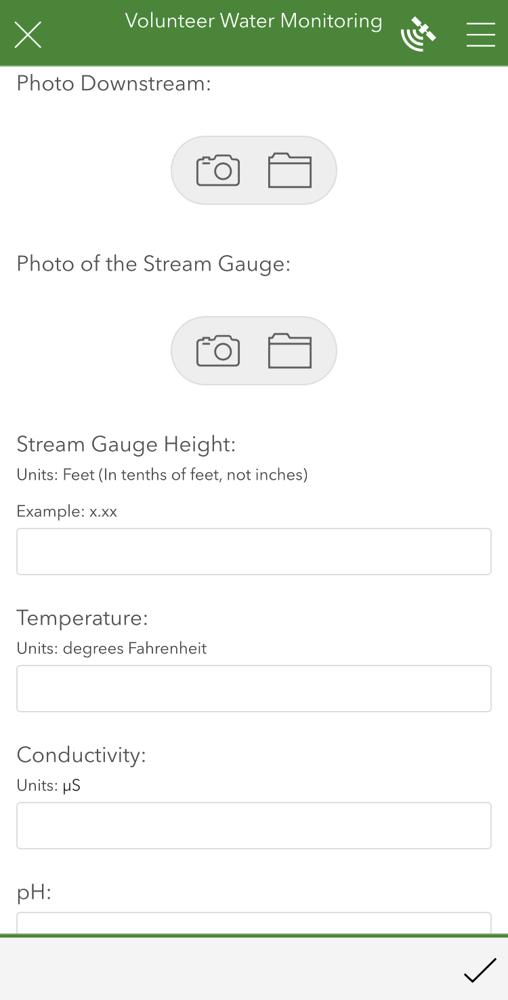 Volunteer Water Monitoring
Photo Downstream:
Photo of the Stream Gauge:
Stream Gauge Height:
Units: Feet (In tenths of feet, not inches)
Example: x.xx
Temperature:
Units: degrees Fahrenheit
Conductivity:
Units: µS
pH: